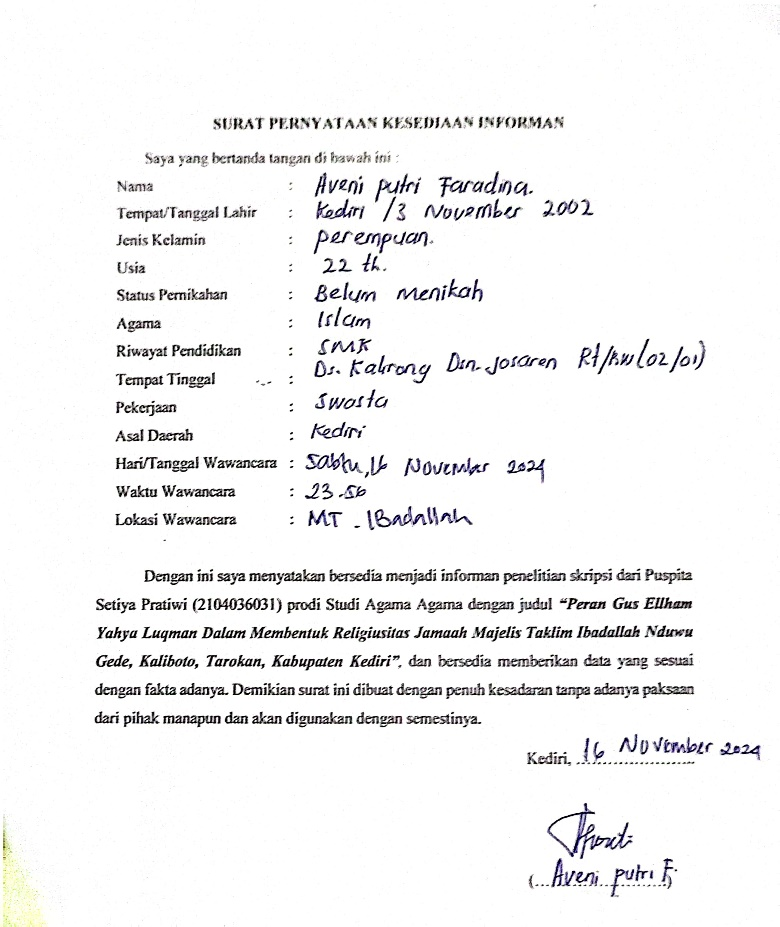 SURAT PERNYATAAN KESEDIAAN INFORMAN
Saya yang bertanda tangan di bawah ini :
Nama : Aveni putri Faradina.
Tempat/Tanggal Lahir : Kediri /3 November 2002
Jenis Kelamin : perempuan.
Usia : 22 th.
Status Pernikahan : Belum menikah
Agama : Islam
Riwayat Pendidikan : SMK
Tempat Tinggal : Ds. Kalirong Dsn. Josaren Rt/RW (02/01)
Pekerjaan : Swasta
Asal Daerah : Kediri
Hari/Tanggal Wawancara : Sabtu, 16 November 2024
Waktu Wawancara : 23.56
Lokasi Wawancara : MT. IBadallah
Dengan ini saya menyatakan bersedia menjadi informan penelitian skripsi dari Puspita
Setiya Pratiwi (2104036031) prodi Studi Agama Agama dengan judul “Peran Gus Ellham
Yahya Luqman Dalam Membentuk Religiusitas Jamaah Majelis Taklim Ibadallah Nduwu
Gede, Kaliboto, Tarokan, Kabupaten Kediri”, dan bersedia memberikan data yang sesuai
dengan fakta adanya. Demikian surat ini dibuat dengan penuh kesadaran tanpa adanya paksaan
dari pihak manapun dan akan digunakan dengan semestinya.
Kediri, 16 November 2024
(Aveni putri F.)